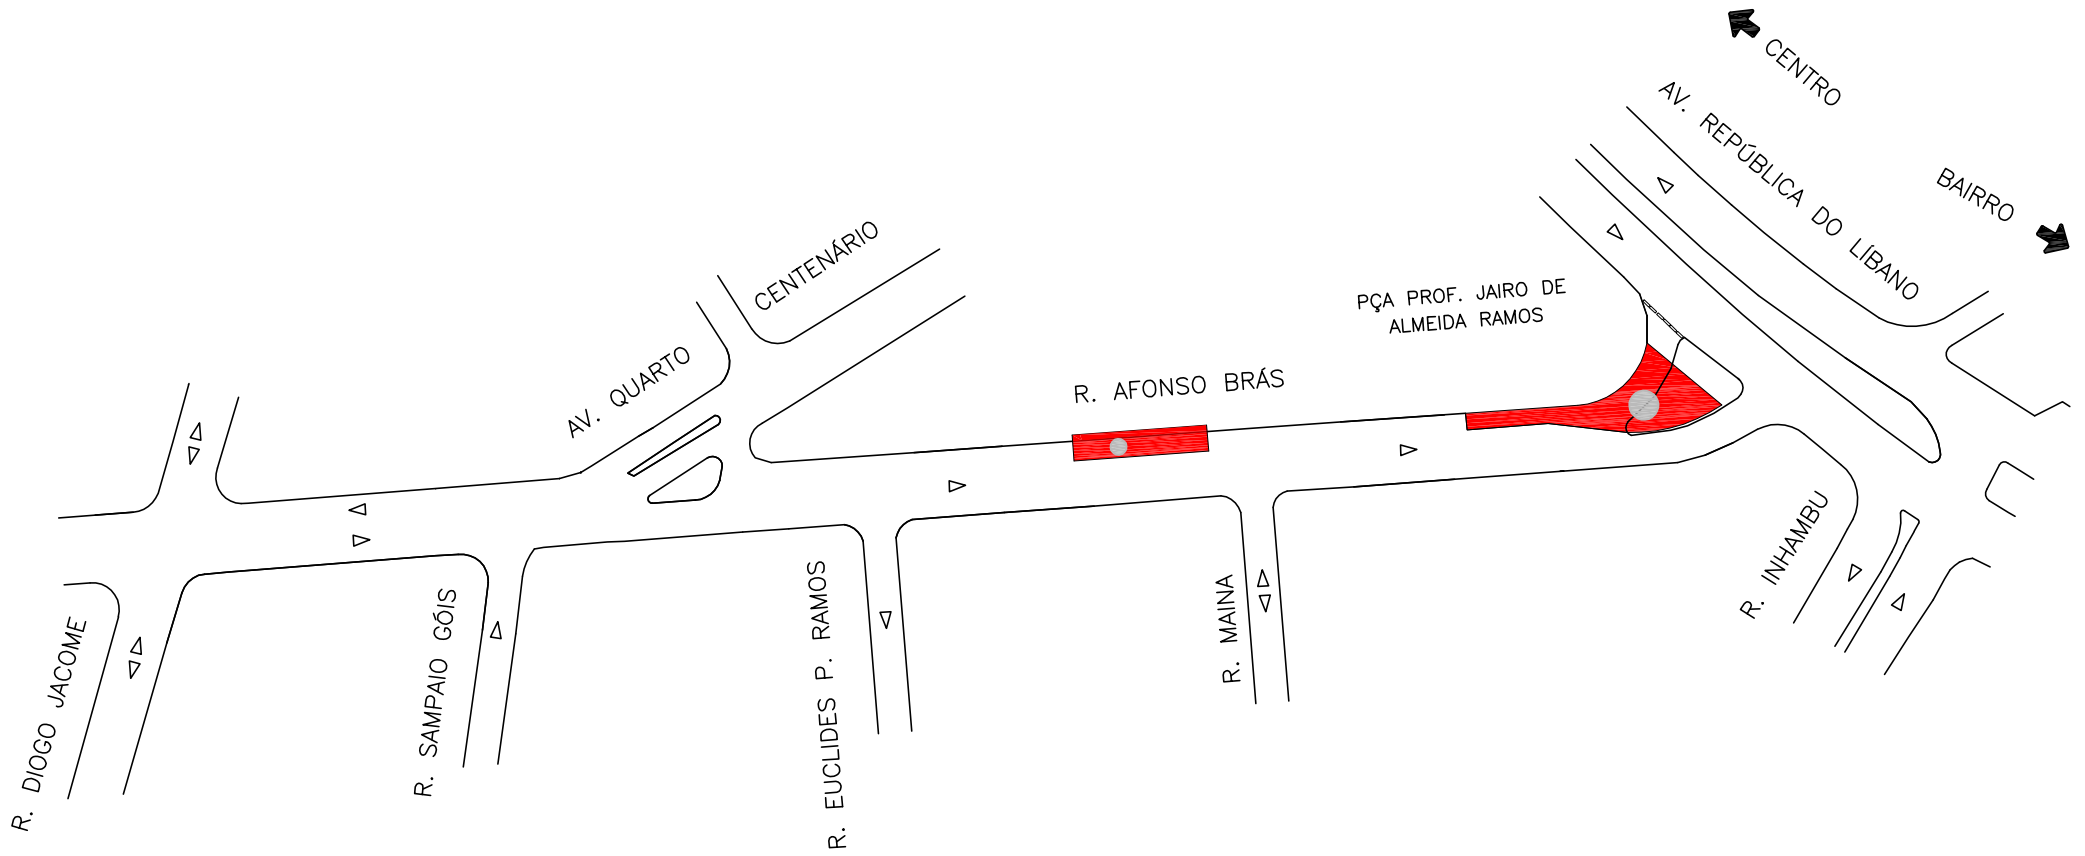 CENTRO
AV. REPÚBLICA DO LÍBANO
BAIRRO
CENTENÁRIO
PÇA PROF. JAIRO DE
ALMEIDA RAMOS
AV. QUARTO
R. AFONSO BRÁS
R. INHAMBU
R. DIOGO JACOME
R. SAMPAIO GÓIS
R. EUCLIDES P. RAMOS
R. MAINA